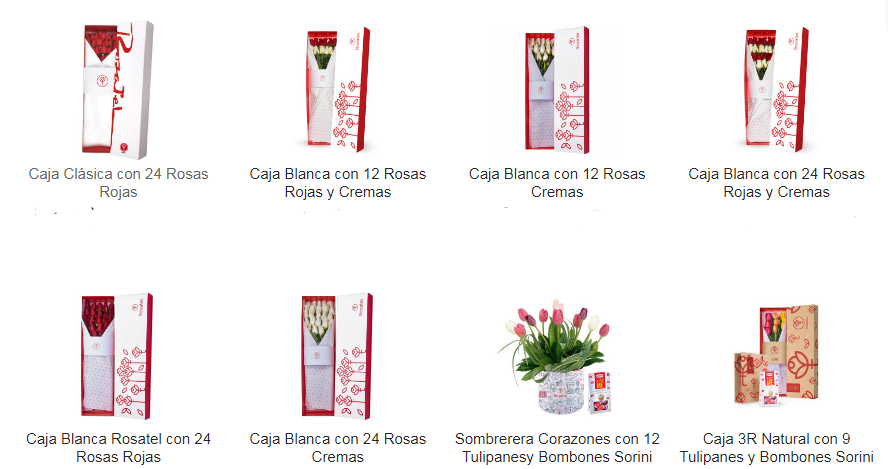 Caja Clásica con 24 Rosas
Rojas
Caja Blanca con 12 Rosas
Rojas y Cremas
Caja Blanca con 12 Rosas
Cremas
Caja Blanca con 24 Rosas
Rojas y Cremas
Caja Blanca Rosatel con 24
Rosas Rojas
Caja Blanca con 24 Rosas
Cremas
Sombrerera Corazones con 12
Tulipanesy Bombones Sorini
Caja 3R Natural con 9
Tulipanes y Bombones Sorini